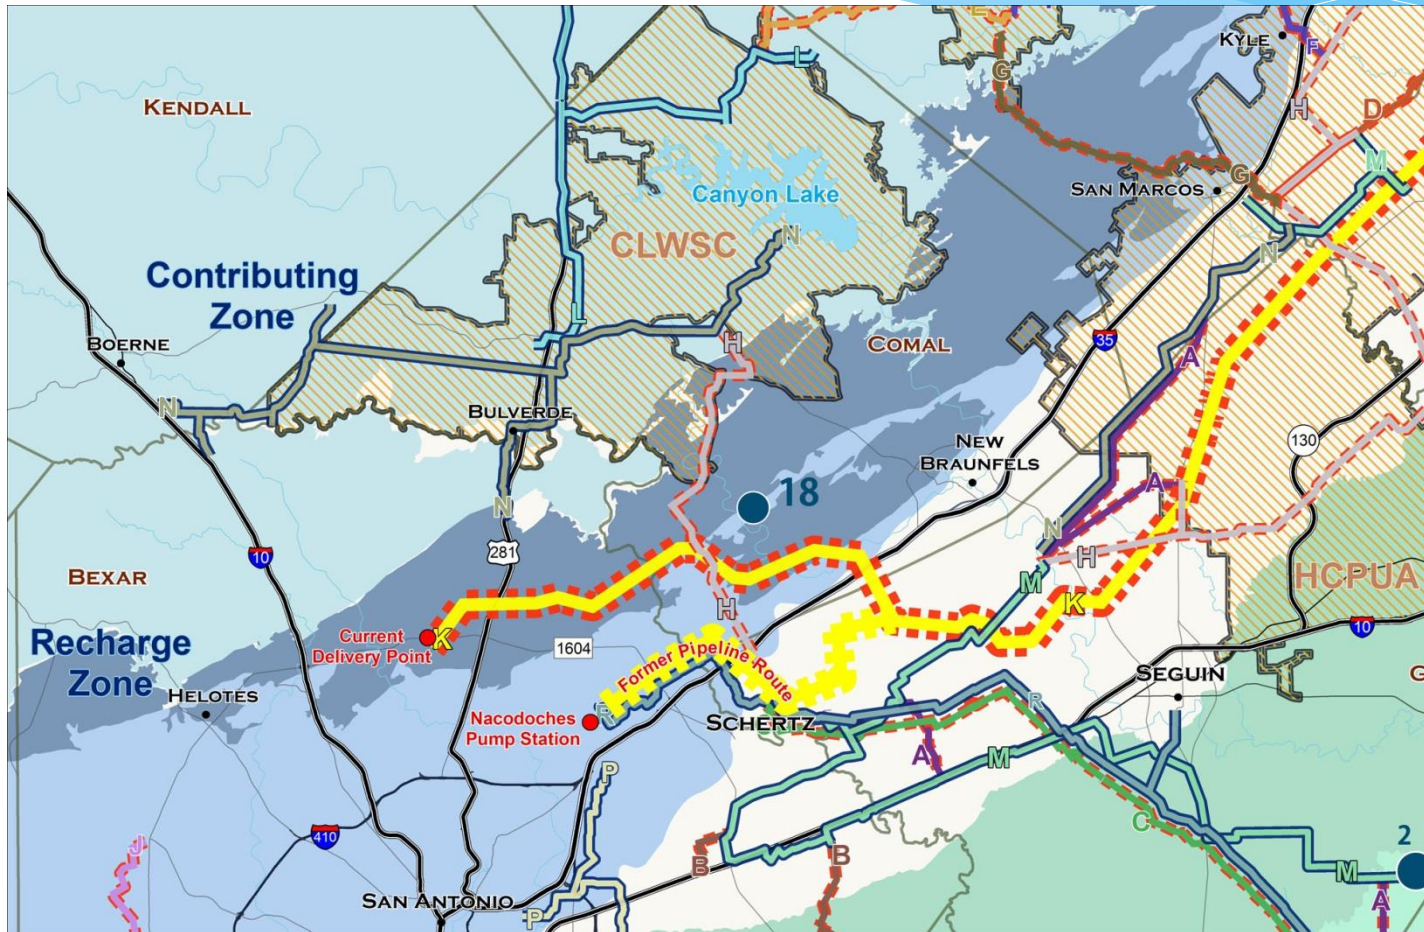 E
F
KYLE
L
G
H
KENDALL
D
M
G
SAN MARCOS
Canyon Lake
N
CLWSC
N
Contributing
Zone
L
BOERNE
H
COMAL
35
A
N
BULVERDE
NEW
BRAUNFELS
130
A
18
N
N
10
281
H
BEXAR
M
HCPUA
K
H
10
Current
Delivery Point
K
1604
Recharge
Zone
Former Pipeline Route
SEGUIN
HELOTES
G
R
Nacodoches
Pump Station
R
SCHERTZ
A
M
P
C
410
J
2
B
B
M
SAN ANTONIO
A
P